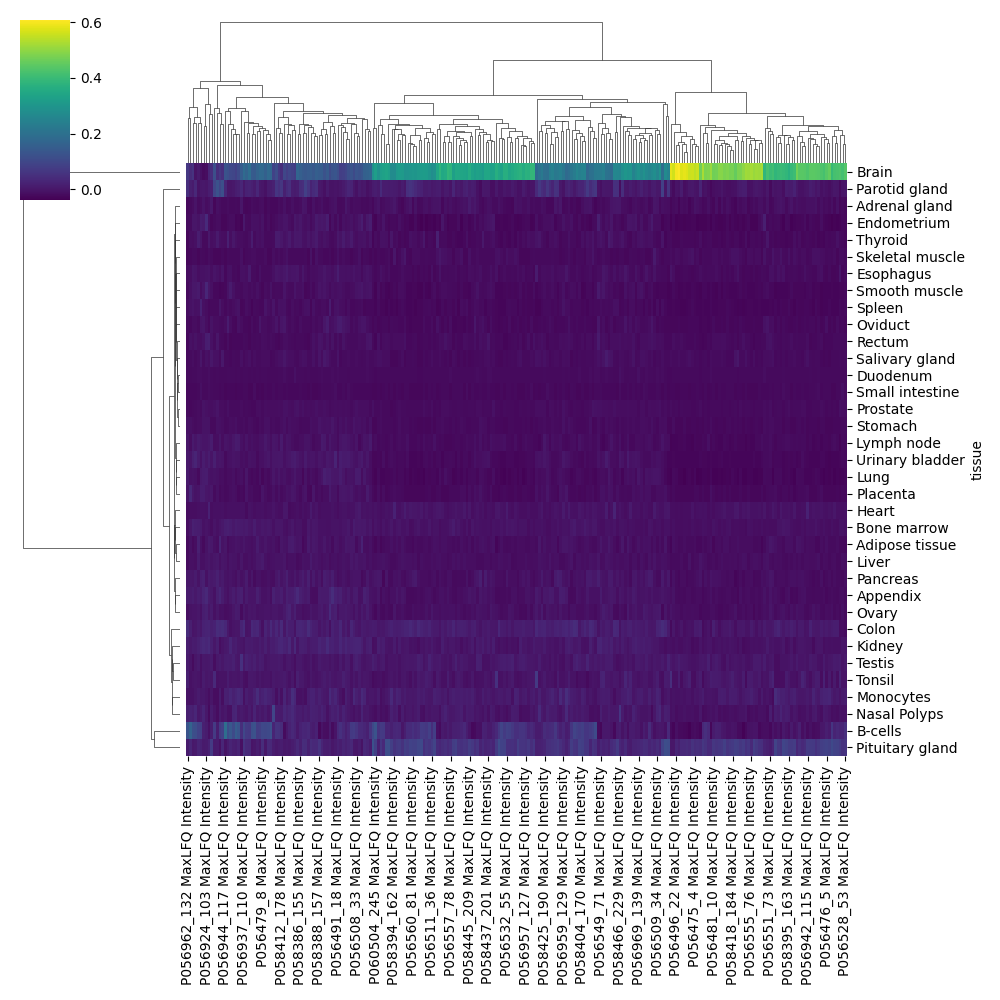 0.6
0.4
0.2
0.0
Brain
Parotid gland
Adrenal gland
Endometrium
Thyroid
Skeletal muscle
Esophagus
Smooth muscle
Spleen
Oviduct
Rectum
Salivary gland
Duodenum
Small intestine
Prostate
Stomach
Lymph node
Urinary bladder
Lung
Placenta
Heart
Bone marrow
Adipose tissue
Liver
Pancreas
Appendix
Ovary
Colon
Kidney
Testis
Tonsil
Monocytes
Nasal Polyps
B-cells
Pituitary gland
tissue
P056962_132 MaxLFQ Intensity
P056924_103 MaxLFQ Intensity
P056944_117 MaxLFQ Intensity
P056937_110 MaxLFQ Intensity
P056479_8 MaxLFQ Intensity
P058412_178 MaxLFQ Intensity
P058386_155 MaxLFQ Intensity
P058388_157 MaxLFQ Intensity
P056491_18 MaxLFQ Intensity
P056508_33 MaxLFQ Intensity
P060504_245 MaxLFQ Intensity
P058394_162 MaxLFQ Intensity
P056560_81 MaxLFQ Intensity
P056511_36 MaxLFQ Intensity
P056557_78 MaxLFQ Intensity
P058445_209 MaxLFQ Intensity
P058437_201 MaxLFQ Intensity
P056532_55 MaxLFQ Intensity
P056957_127 MaxLFQ Intensity
P058425_190 MaxLFQ Intensity
P056959_129 MaxLFQ Intensity
P058404_170 MaxLFQ Intensity
P056549_71 MaxLFQ Intensity
P058466_229 MaxLFQ Intensity
P056969_139 MaxLFQ Intensity
P056509_34 MaxLFQ Intensity
P056496_22 MaxLFQ Intensity
P056475_4 MaxLFQ Intensity
P056481_10 MaxLFQ Intensity
P058418_184 MaxLFQ Intensity
P056555_76 MaxLFQ Intensity
P056551_73 MaxLFQ Intensity
P058395_163 MaxLFQ Intensity
P056942_115 MaxLFQ Intensity
P056476_5 MaxLFQ Intensity
P056528_53 MaxLFQ Intensity